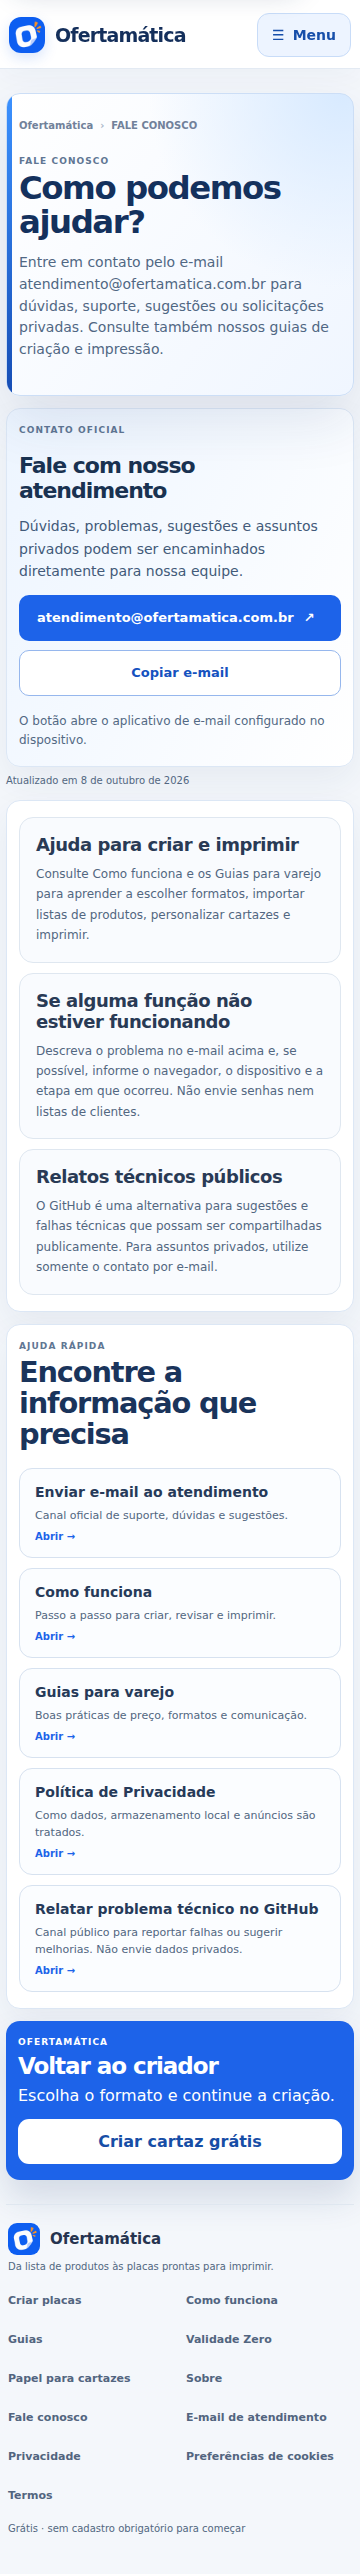 Ofertamática
☰ Menu
Ofertamática › FALE CONOSCO
FALE CONOSCO
Como podemos
ajudar?
Entre em contato pelo e-mail
atendimento@ofertamatica.com.br para
dúvidas, suporte, sugestões ou solicitações
privadas. Consulte também nossos guias de
criação e impressão.
CONTATO OFICIAL
Fale com nosso
atendimento
Dúvidas, problemas, sugestões e assuntos
privados podem ser encaminhados
diretamente para nossa equipe.
atendimento@ofertamatica.com.br ↗
Copiar e-mail
O botão abre o aplicativo de e-mail configurado no
dispositivo.
Atualizado em 8 de outubro de 2026
Ajuda para criar e imprimir
Consulte Como funciona e os Guias para varejo
para aprender a escolher formatos, importar
listas de produtos, personalizar cartazes e
imprimir.
Se alguma função não
estiver funcionando
Descreva o problema no e-mail acima e, se
possível, informe o navegador, o dispositivo e a
etapa em que ocorreu. Não envie senhas nem
listas de clientes.
Relatos técnicos públicos
O GitHub é uma alternativa para sugestões e
falhas técnicas que possam ser compartilhadas
publicamente. Para assuntos privados, utilize
somente o contato por e-mail.
AJUDA RÁPIDA
Encontre a
informação que
precisa
Enviar e-mail ao atendimento
Canal oficial de suporte, dúvidas e sugestões.
Abrir →
Como funciona
Passo a passo para criar, revisar e imprimir.
Abrir →
Guias para varejo
Boas práticas de preço, formatos e comunicação.
Abrir →
Política de Privacidade
Como dados, armazenamento local e anúncios são
tratados.
Abrir →
Relatar problema técnico no GitHub
Canal público para reportar falhas ou sugerir
melhorias. Não envie dados privados.
Abrir →
OFERTAMÁTICA
Voltar ao criador
Escolha o formato e continue a criação.
Criar cartaz grátis
Ofertamática
Da lista de produtos às placas prontas para imprimir.
Criar placas
Como funciona
Guias
Validade Zero
Papel para cartazes
Sobre
Fale conosco
E-mail de atendimento
Privacidade
Preferências de cookies
Termos
Grátis · sem cadastro obrigatório para começar